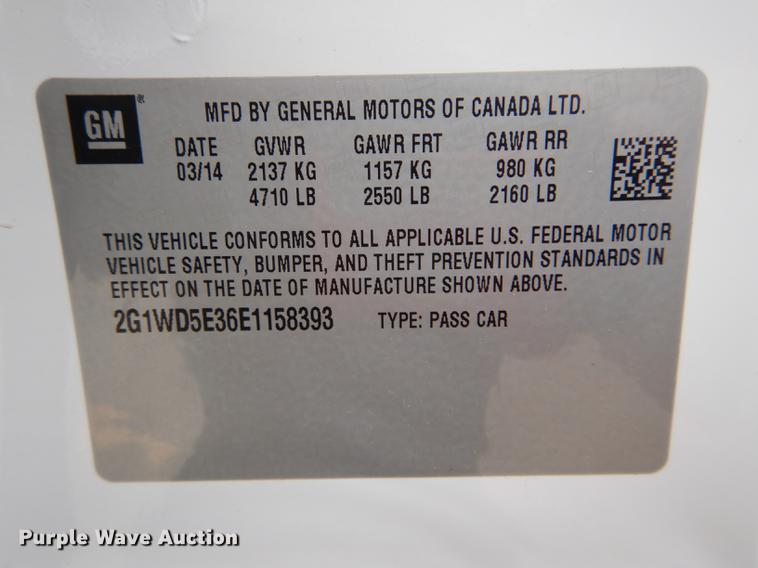 GM®
MFD BY GENERAL MOTORS OF CANADA LTD.
DATE GVWR GAWR FRT GAWR RR
03/14 2137 KG 1157 KG 980 KG
4710 LB 2550 LB 2160 LB
THIS VEHICLE CONFORMS TO ALL APPLICABLE U.S. FEDERAL MOTOR
VEHICLE SAFETY, BUMPER, AND THEFT PREVENTION STANDARDS IN
EFFECT ON THE DATE OF MANUFACTURE SHOWN ABOVE.
2G1WD5E36E1158393 TYPE: PASS CAR
Purple Wave Auction